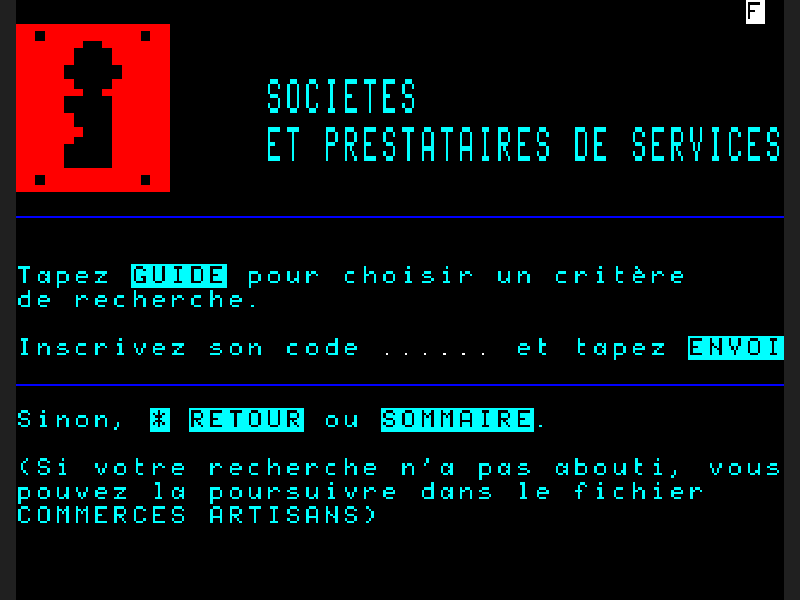 F
SOCIETES
ET PRESTATAIRES DE SERVICES
Tapez GUIDE pour choisir un critère
de recherche.
Inscrivez son code ...... et tapez ENVOI
Sinon, * RETOUR ou SOMMAIRE.
(Si votre recherche n'a pas abouti, vous
pouvez la poursuivre dans le fichier
COMMERCES ARTISANS)